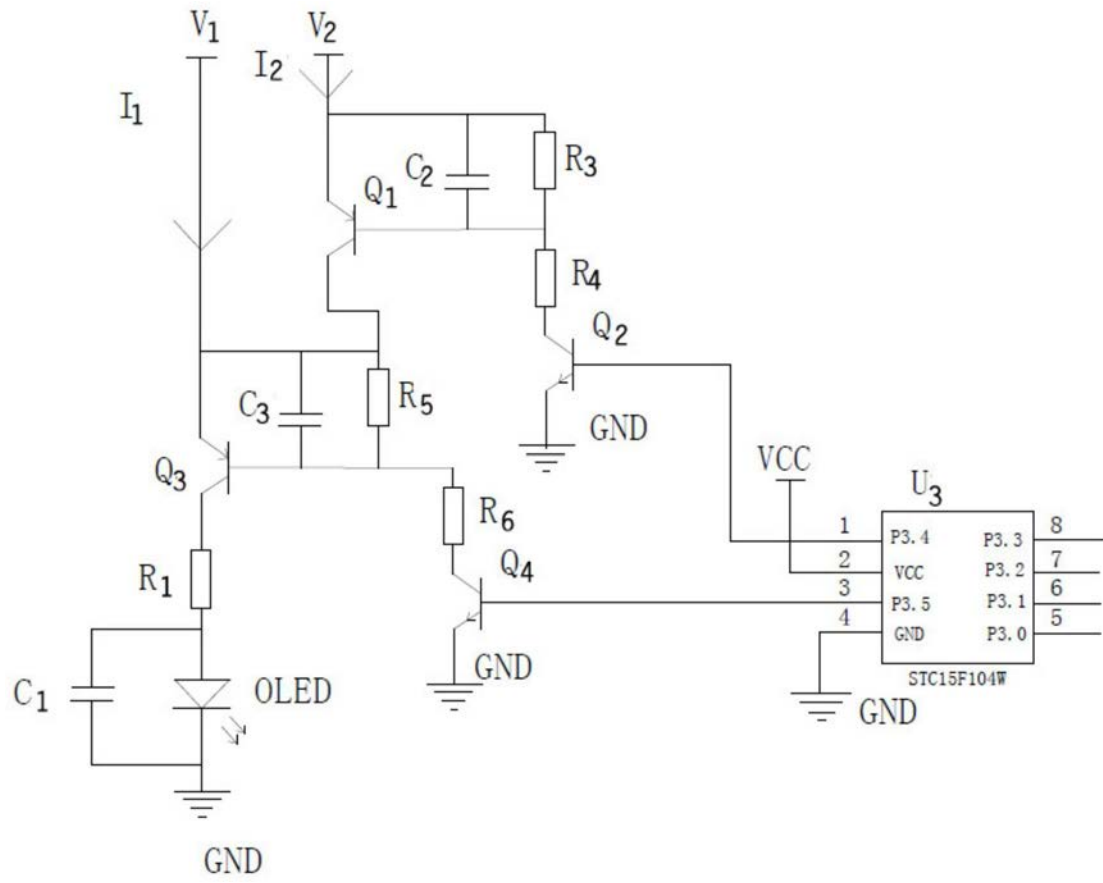 V1
V2
I1
I2
C2
R3
Q1
R4
Q2
C3
R5
GND
Q3
VCC
U3
R6
1 P3.4 P3.3 8
2 VCC P3.2 7
3 P3.5 P3.1 6
4 GND P3.0 5
STC15F104W
R1
Q4
GND
C1
OLED
GND
GND